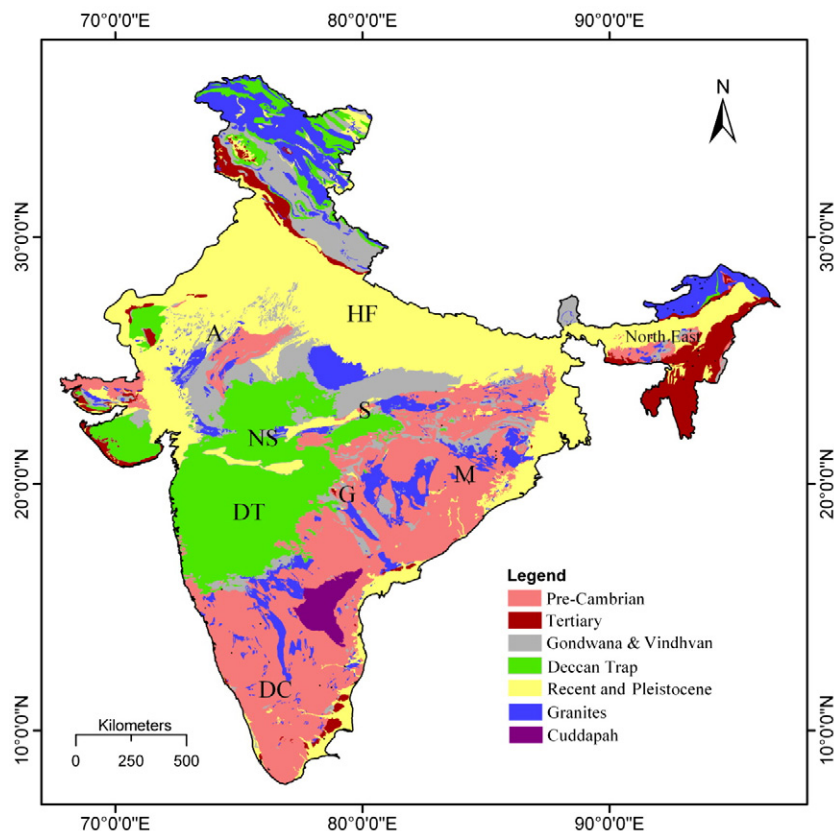 70°0'0"E 80°0'0"E 90°0'0"E
N
30°0'0"N 30°0'0"N
HF
A
North East
S
NS
20°0'0"N 20°0'0"N
M
G
DT
Legend
Pre-Cambrian
Tertiary
Gondwana & Vindhvan
Deccan Trap
Recent and Pleistocene
Granites
Cuddapah
DC
Kilometers
0 250 500
10°0'0"N 10°0'0"N
70°0'0"E 80°0'0"E 90°0'0"E